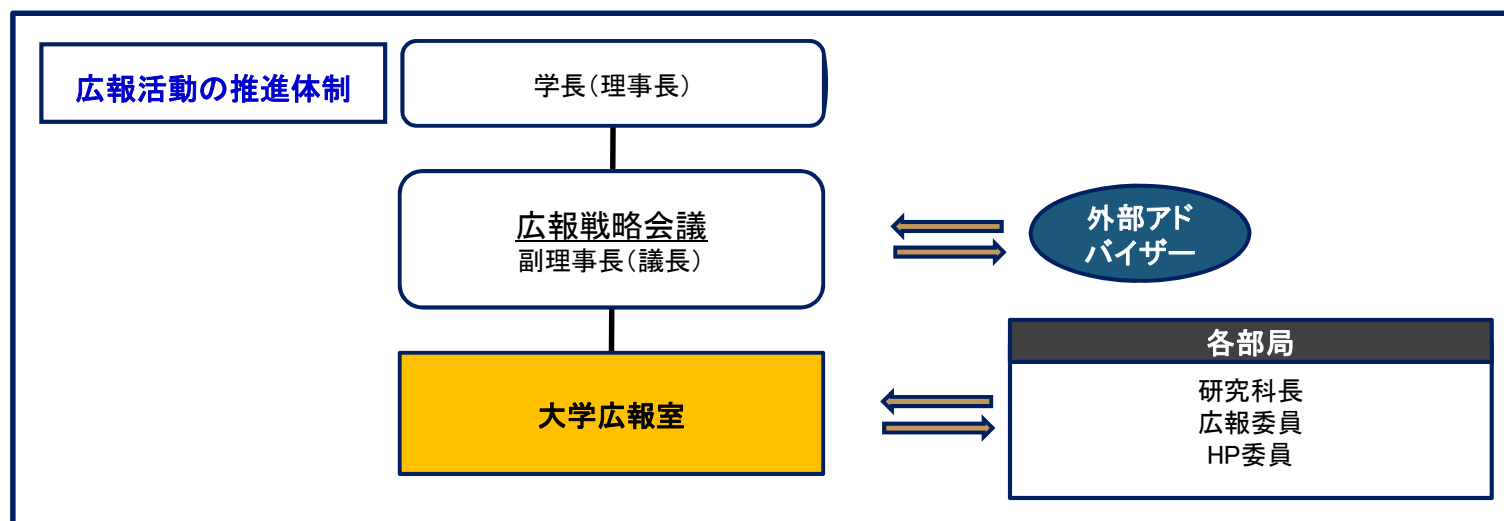 広報活動の推進体制
学長(理事長)
広報戦略会議
副理事長(議長)
外部アド
バイザー
大学広報室
各部局
研究科長
広報委員
HP委員